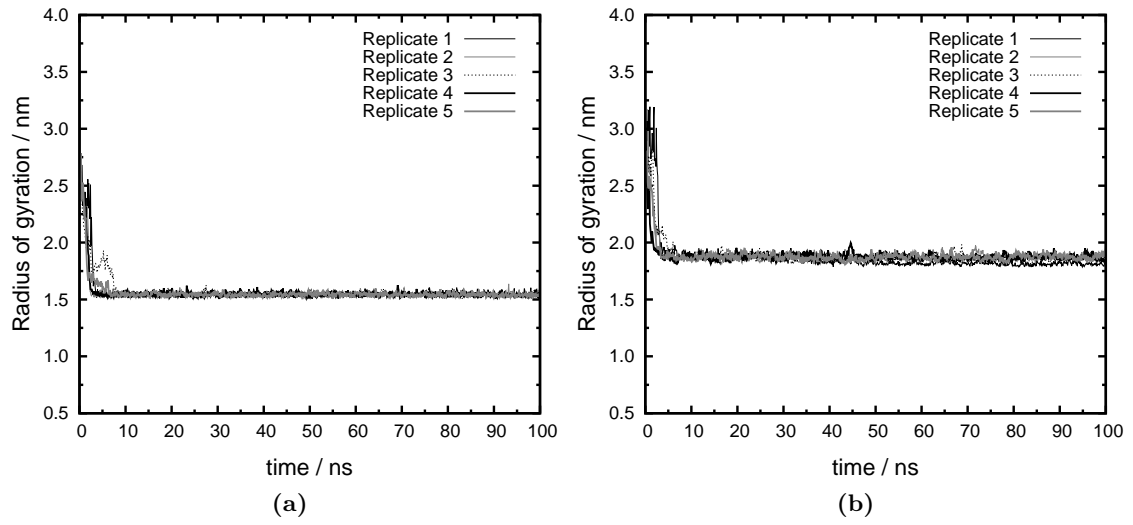 4.0
3.5
3.0
2.5
2.0
1.5
1.0
0.5
Radius of gyration / nm
Replicate 1
Replicate 2
Replicate 3
Replicate 4
Replicate 5
0 10 20 30 40 50 60 70 80 90 100
time / ns
(a)
4.0
3.5
3.0
2.5
2.0
1.5
1.0
0.5
Radius of gyration / nm
Replicate 1
Replicate 2
Replicate 3
Replicate 4
Replicate 5
0 10 20 30 40 50 60 70 80 90 100
time / ns
(b)